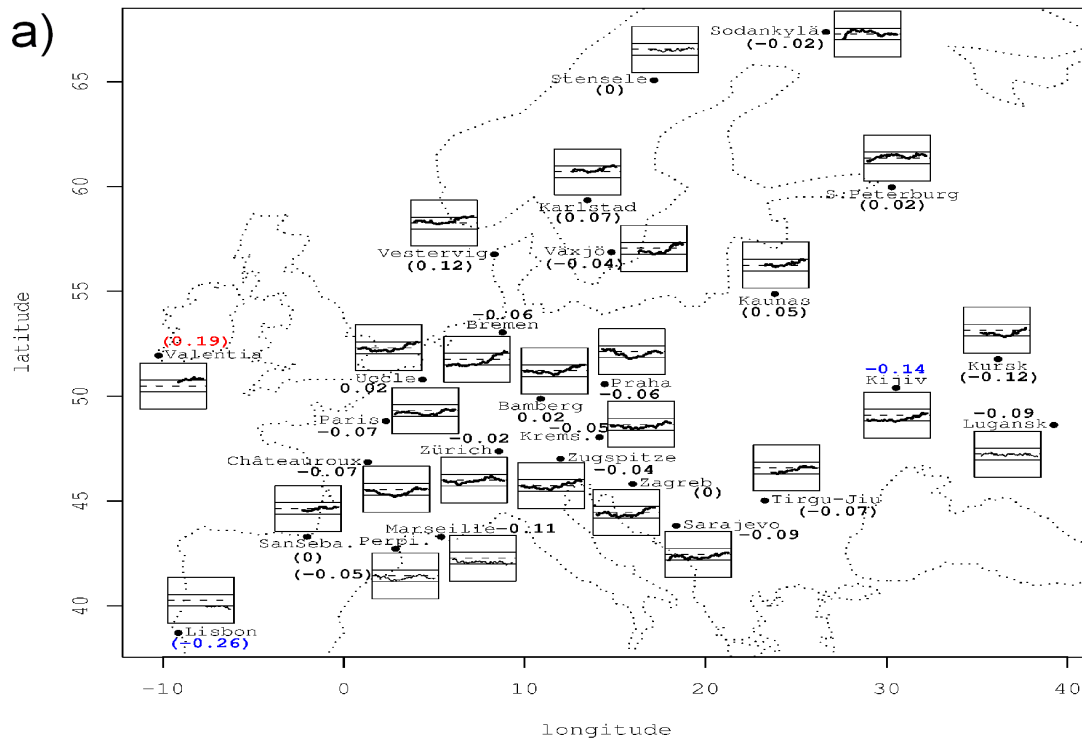 a)
Sodankylä
(-0.02)
Stensele
(0)
Karlstad
(0.07)
S.Peterburg
(0.02)
Vestervig
(0.12)
Växjö
(-0.04)
Kaunas
(0.05)
-0.06
Bremen
(0.19)
Valentia
Uccle
0.02
Praha
-0.06
Bamberg
0.02
-0.14
Kijiv
Kursk
(-0.12)
-0.09
Lugansk
Paris
-0.07
-0.05
Krems.
-0.02
Zürich
Zugspitze
-0.04
Châteauroux
-0.07
Zagreb
(0)
Tirgu-Jiu
(-0.07)
Marseille
-0.11
Sarajevo
-0.09
SanSeba.
(0)
Perpi.
(-0.05)
Lisbon
(-0.26)
65
60
55
50
45
40
latitude
-10
0
10
20
30
40
longitude